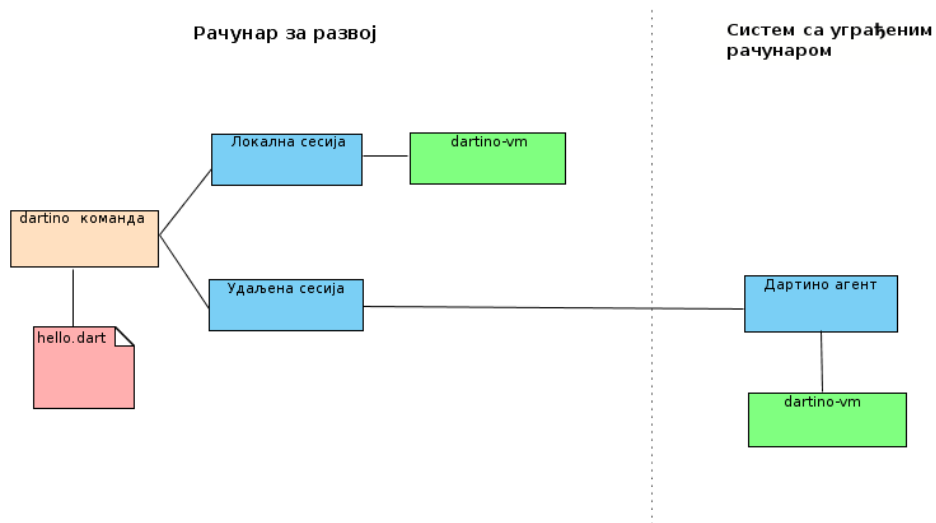 Рачунар за развој
Систем са уграђеним
рачунаром
Локална сесија
dartino-vm
dartino команда
Удаљена сесија
Дартино агент
hello.dart
dartino-vm